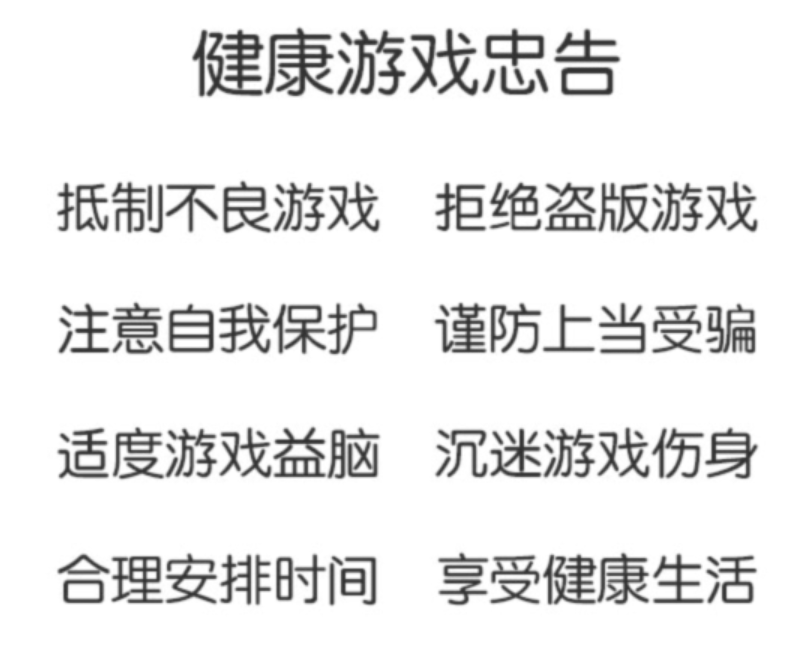 健康游戏忠告
抵制不良游戏 拒绝盗版游戏
注意自我保护 谨防上当受骗
适度游戏益脑 沉迷游戏伤身
合理安排时间 享受健康生活